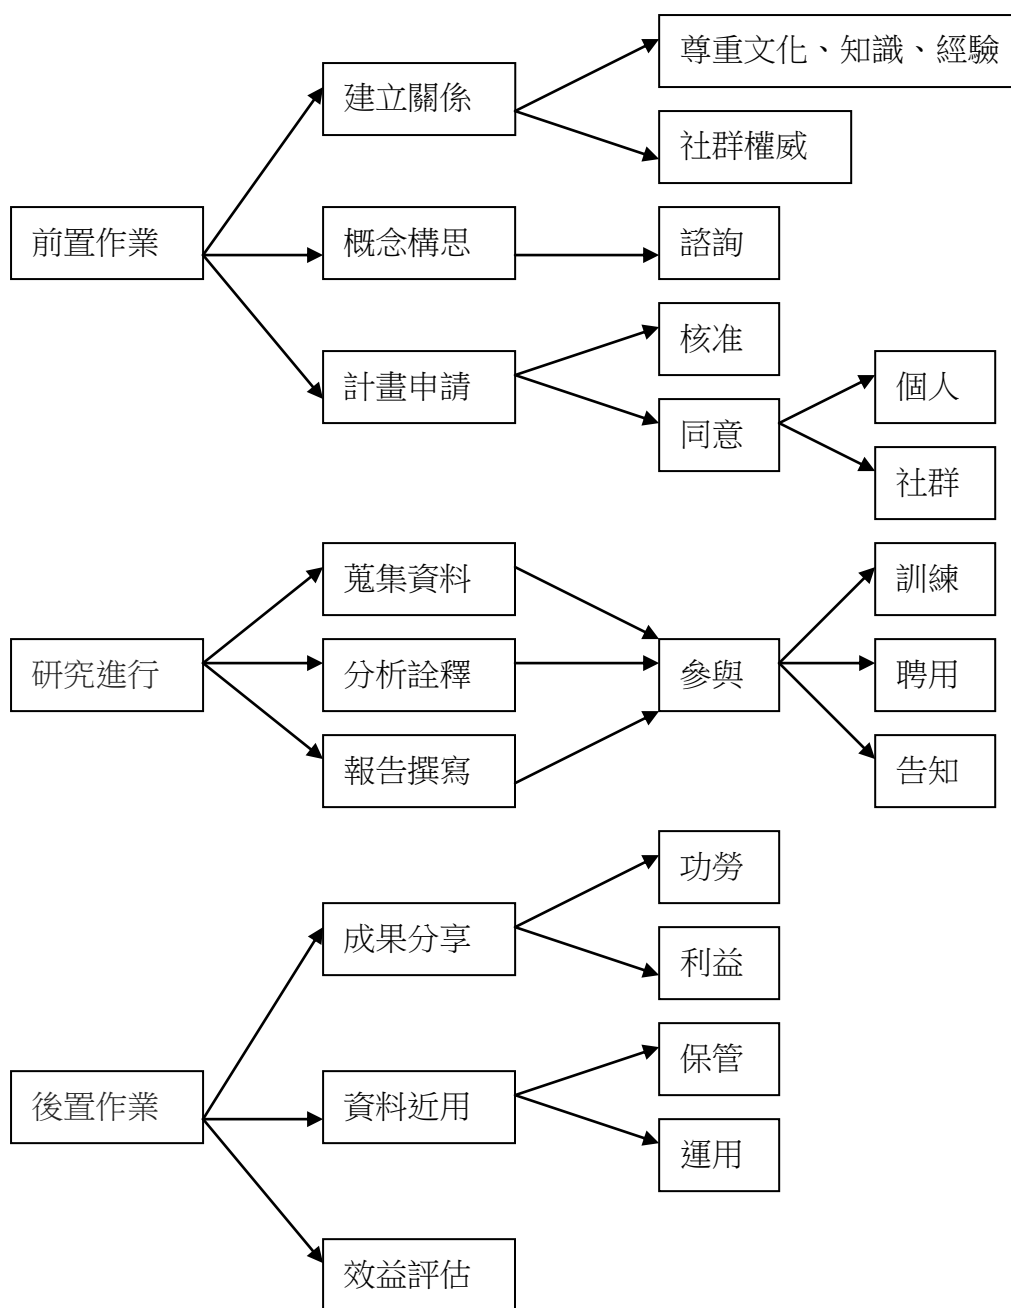 尊重文化、知識、經驗
建立關係
社群權威
前置作業
概念構思
諮詢
核准
計畫申請
個人
同意
社群
蒐集資料
訓練
研究進行
分析詮釋
參與
聘用
報告撰寫
告知
功勞
成果分享
利益
保管
後置作業
資料近用
運用
效益評估